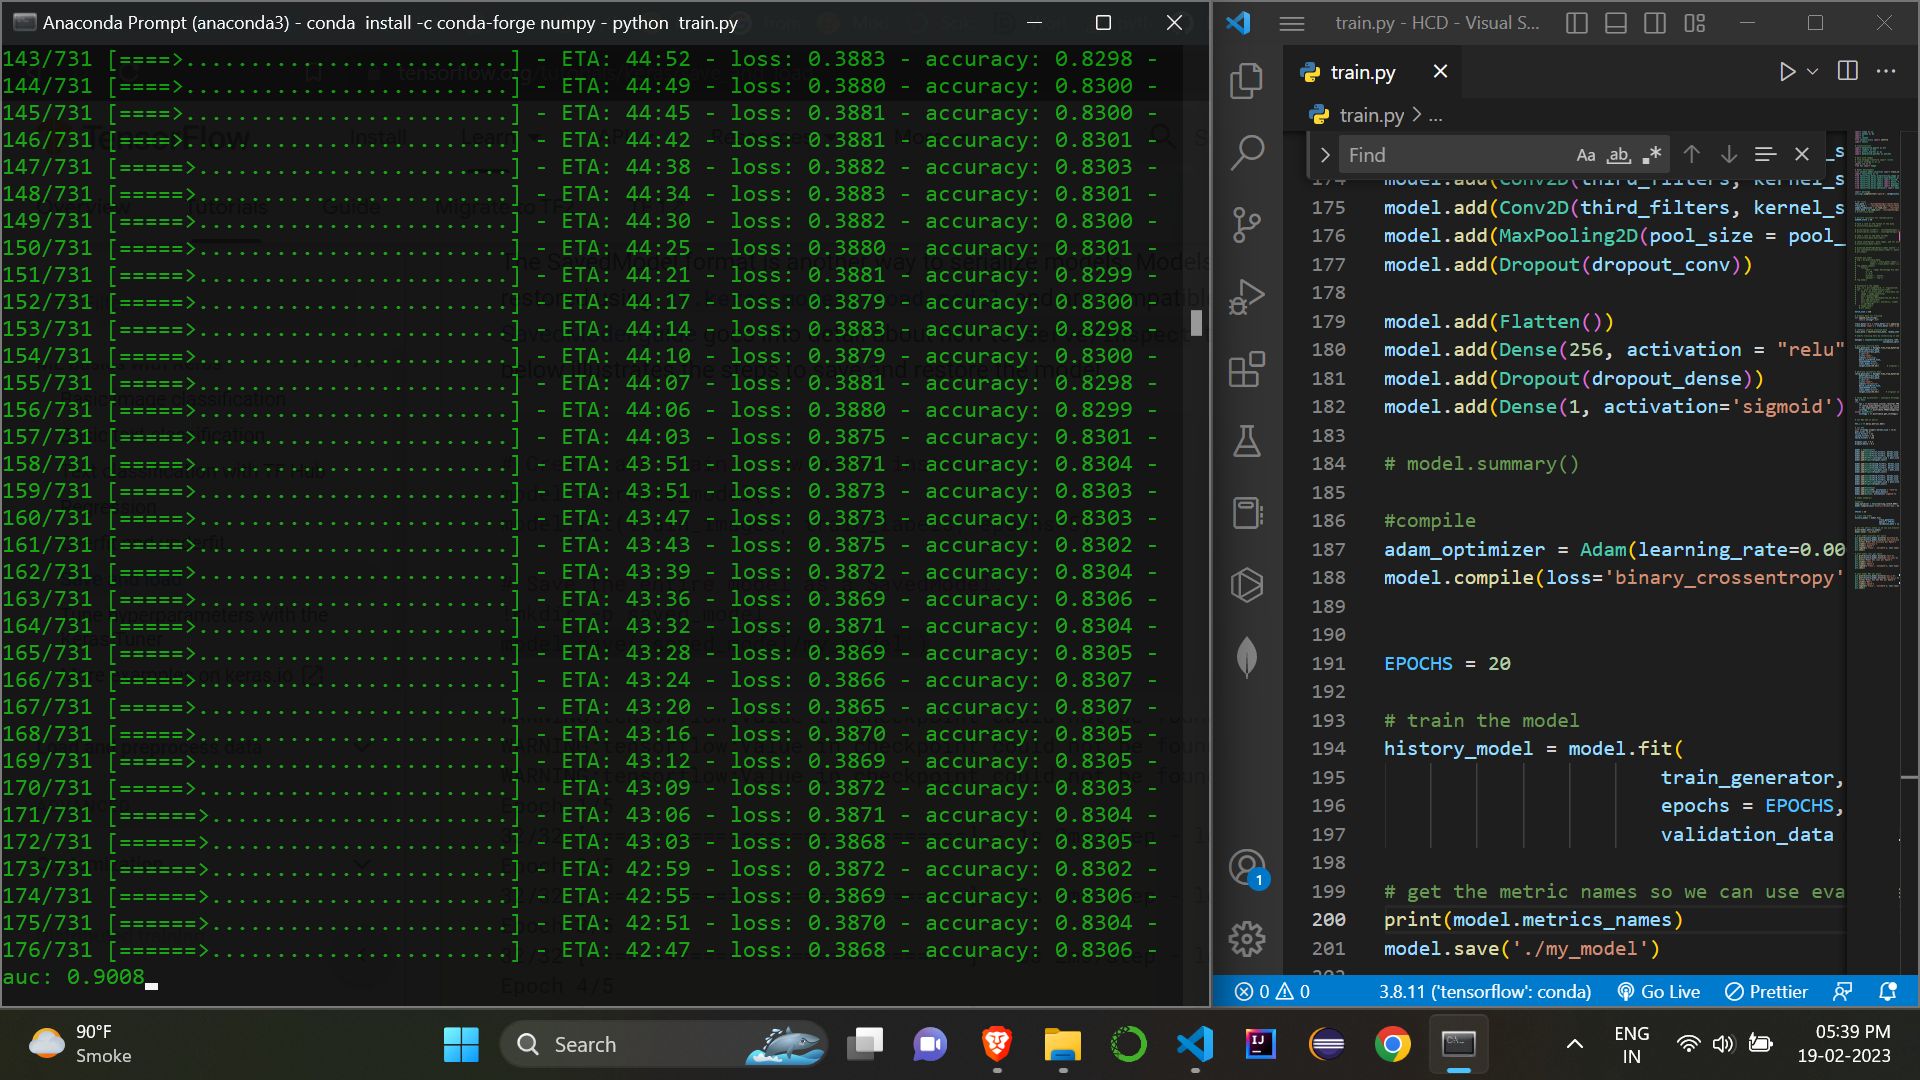 Anaconda Prompt (anaconda3) - conda  install -c conda-forge numpy - python  train.py
143/731 [====>.........................] - ETA: 44:52 - loss: 0.3883 - accuracy: 0.8298 -
144/731 [====>.........................] - ETA: 44:49 - loss: 0.3880 - accuracy: 0.8300 -
145/731 [====>.........................] - ETA: 44:45 - loss: 0.3881 - accuracy: 0.8300 -
146/731 [====>.........................] - ETA: 44:42 - loss: 0.3881 - accuracy: 0.8301 -
147/731 [=====>........................] - ETA: 44:38 - loss: 0.3882 - accuracy: 0.8303 -
148/731 [=====>........................] - ETA: 44:34 - loss: 0.3883 - accuracy: 0.8301 -
149/731 [=====>........................] - ETA: 44:30 - loss: 0.3882 - accuracy: 0.8300 -
150/731 [=====>........................] - ETA: 44:25 - loss: 0.3880 - accuracy: 0.8301 -
151/731 [=====>........................] - ETA: 44:21 - loss: 0.3881 - accuracy: 0.8299 -
152/731 [=====>........................] - ETA: 44:17 - loss: 0.3879 - accuracy: 0.8300 -
153/731 [=====>........................] - ETA: 44:14 - loss: 0.3883 - accuracy: 0.8298 -
154/731 [=====>........................] - ETA: 44:10 - loss: 0.3879 - accuracy: 0.8300 -
155/731 [=====>........................] - ETA: 44:07 - loss: 0.3881 - accuracy: 0.8298 -
156/731 [=====>........................] - ETA: 44:06 - loss: 0.3880 - accuracy: 0.8299 -
157/731 [=====>........................] - ETA: 44:03 - loss: 0.3875 - accuracy: 0.8301 -
158/731 [=====>........................] - ETA: 43:51 - loss: 0.3871 - accuracy: 0.8304 -
159/731 [=====>........................] - ETA: 43:51 - loss: 0.3873 - accuracy: 0.8303 -
160/731 [=====>........................] - ETA: 43:47 - loss: 0.3873 - accuracy: 0.8303 -
161/731 [=====>........................] - ETA: 43:43 - loss: 0.3875 - accuracy: 0.8302 -
162/731 [=====>........................] - ETA: 43:39 - loss: 0.3872 - accuracy: 0.8304 -
163/731 [=====>........................] - ETA: 43:36 - loss: 0.3869 - accuracy: 0.8306 -
164/731 [=====>........................] - ETA: 43:32 - loss: 0.3871 - accuracy: 0.8304 -
165/731 [=====>........................] - ETA: 43:28 - loss: 0.3869 - accuracy: 0.8305 -
166/731 [=====>........................] - ETA: 43:24 - loss: 0.3866 - accuracy: 0.8307 -
167/731 [=====>........................] - ETA: 43:20 - loss: 0.3865 - accuracy: 0.8307 -
168/731 [=====>........................] - ETA: 43:16 - loss: 0.3870 - accuracy: 0.8305 -
169/731 [=====>........................] - ETA: 43:12 - loss: 0.3869 - accuracy: 0.8305 -
170/731 [=====>........................] - ETA: 43:09 - loss: 0.3872 - accuracy: 0.8303 -
171/731 [======>.......................] - ETA: 43:06 - loss: 0.3871 - accuracy: 0.8304 -
172/731 [======>.......................] - ETA: 43:03 - loss: 0.3868 - accuracy: 0.8305 -
173/731 [======>.......................] - ETA: 42:59 - loss: 0.3872 - accuracy: 0.8302 -
174/731 [======>.......................] - ETA: 42:55 - loss: 0.3869 - accuracy: 0.8306 -
175/731 [======>.......................] - ETA: 42:51 - loss: 0.3870 - accuracy: 0.8304 -
176/731 [======>.......................] - ETA: 42:47 - loss: 0.3868 - accuracy: 0.8306 -
auc: 0.9008
train.py - HCD - Visual S...
train.py
train.py > ...
Find
Aa ab .*
174 model.add(Conv2D(third_filters, kernel_s
175 model.add(Conv2D(third_filters, kernel_s
176 model.add(MaxPooling2D(pool_size = pool_
177 model.add(Dropout(dropout_conv))
178
179 model.add(Flatten())
180 model.add(Dense(256, activation = "relu"
181 model.add(Dropout(dropout_dense))
182 model.add(Dense(1, activation='sigmoid')
183
184 # model.summary()
185
186 #compile
187 adam_optimizer = Adam(learning_rate=0.00
188 model.compile(loss='binary_crossentropy'
189
190
191 EPOCHS = 20
192
193 # train the model
194 history_model = model.fit(
195 train_generator,
196 epochs = EPOCHS,
197 validation_data
198
199 # get the metric names so we can use eva
200 print(model.metrics_names)
201 model.save('./my_model')
1
0 0
3.8.11 ('tensorflow': conda)
Go Live
Prettier
90°F
Smoke
Search
IJ
ENG
IN
05:39 PM
19-02-2023